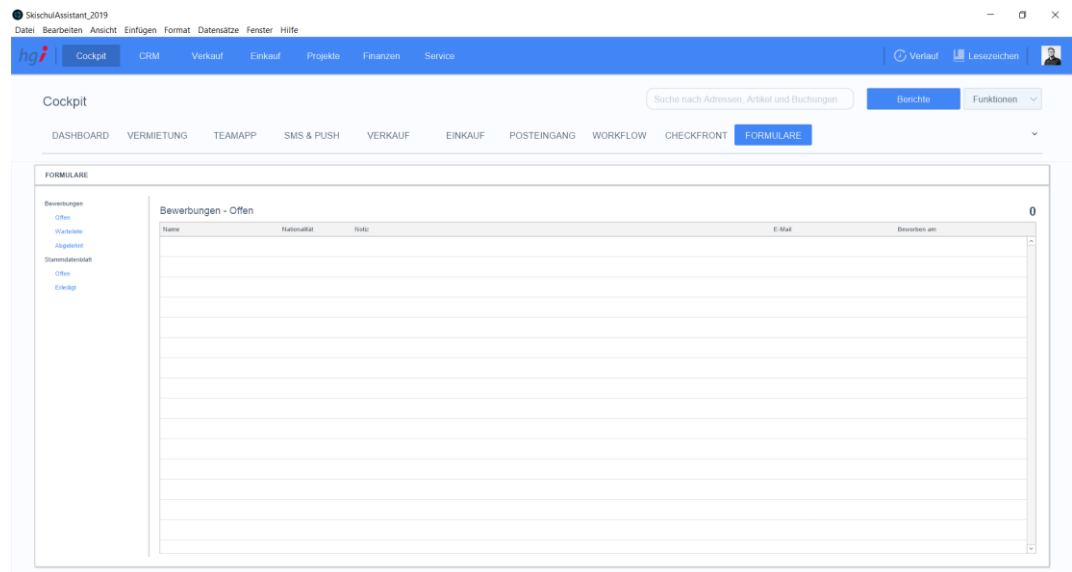 SkischulAssistant_2019
Datei Bearbeiten Ansicht Einfügen Format Datensätze Fenster Hilfe
hgi Cockpit CRM Verkauf Einkauf Projekte Finanzen Service Verlauf Lesezeichen
Cockpit Suche nach Adressen, Artikel und Buchungen Berichte Funktionen
DASHBOARD VERMIETUNG TEAMAPP SMS & PUSH VERKAUF EINKAUF POSTEINGANG WORKFLOW CHECKFRONT FORMULARE
FORMULARE
Bewerbungen
Offen
Warteliste
Abgelehnt
Stammdatenblatt
Offen
Erledigt
Bewerbungen - Offen 0
Name Nationalität Notiz E-Mail Beworben am